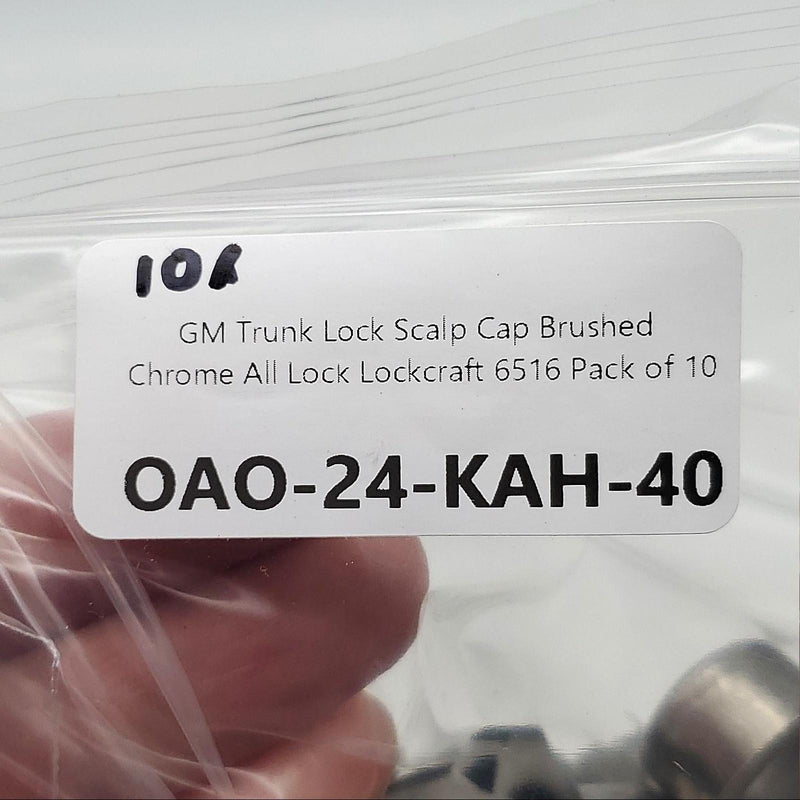 10k
GM Trunk Lock Scalp Cap Brushed
Chrome All Lock Lockcraft 6516 Pack of 10
OAO-24-KAH-40